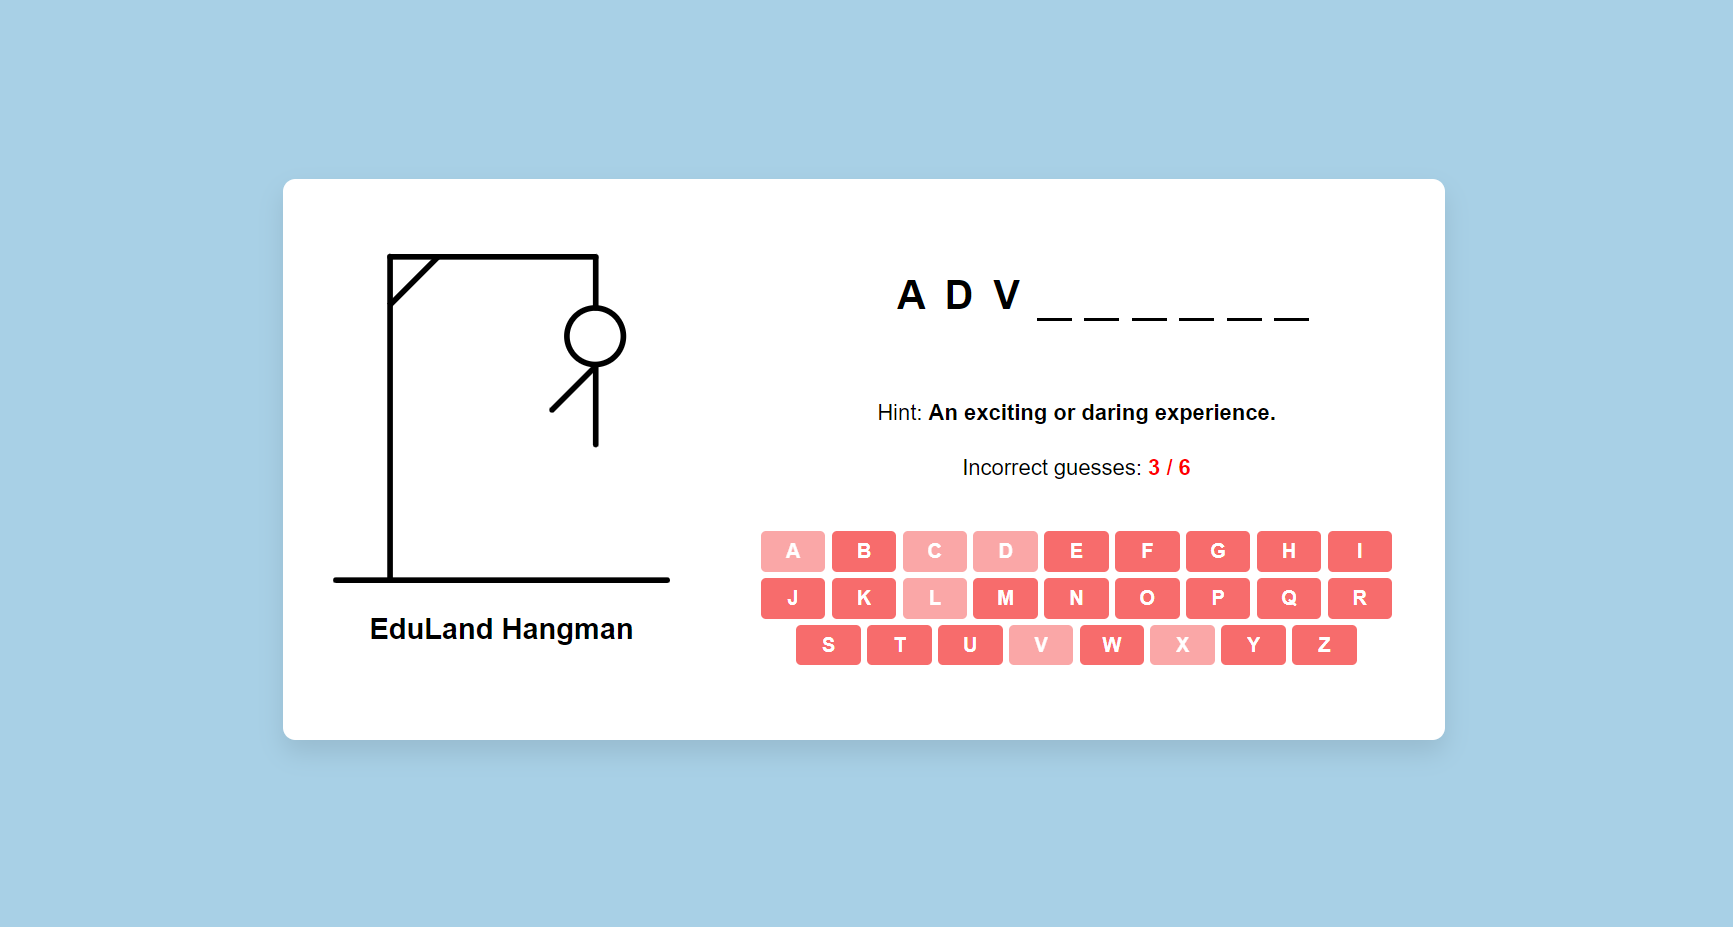 A D V _ _ _ _ _ _
Hint: An exciting or daring experience.
Incorrect guesses: 3 / 6
A B C D E F G H I
J K L M N O P Q R
S T U V W X Y Z
EduLand Hangman